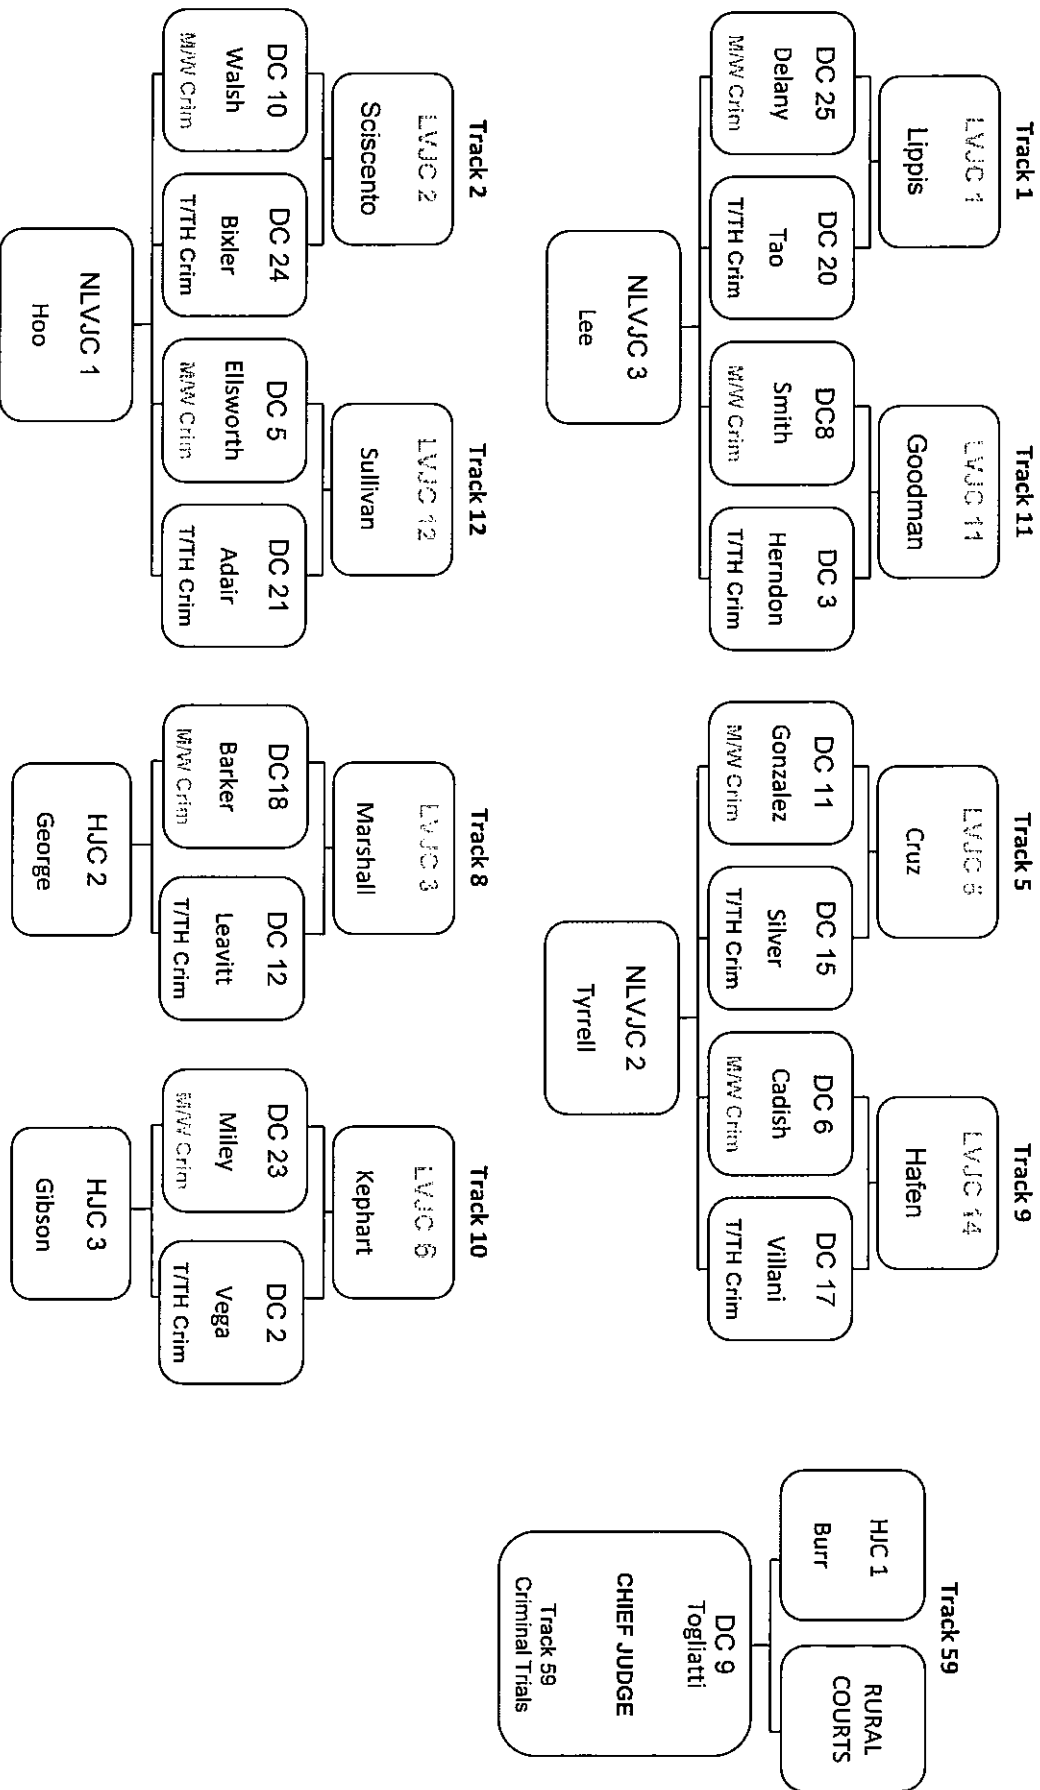 Track 1
LVJC 1
Lippis
DC 25
Delany
M/W Crim
DC 20
Tao
T/TH Crim
Track 11
LVJC 11
Goodman
DC8
Smith
M/W Crim
DC 3
Herndon
T/TH Crim
NLVJC 3
Lee
Track 5
LVJC 5
Cruz
DC 11
Gonzalez
M/W Crim
DC 15
Silver
T/TH Crim
Track 9
LVJC 14
Hafen
DC 6
Cadish
M/W Crim
DC 17
Villani
T/TH Crim
NLVJC 2
Tyrrell
Track 59
HJC 1
Burr
RURAL
COURTS
DC 9
Togliatti
CHIEF JUDGE
Track 59
Criminal Trials
Track 2
LVJC 2
Sciscento
DC 10
Walsh
M/W Crim
DC 24
Bixler
T/TH Crim
Track 12
LVJC 12
Sullivan
DC 5
Ellsworth
M/W Crim
DC 21
Adair
T/TH Crim
NLVJC 1
Hoo
Track 8
LVJC 3
Marshall
DC18
Barker
M/W Crim
DC 12
Leavitt
T/TH Crim
HJC 2
George
Track 10
LVJC 6
Kephart
DC 23
Miley
M/W Crim
DC 2
Vega
T/TH Crim
HJC 3
Gibson